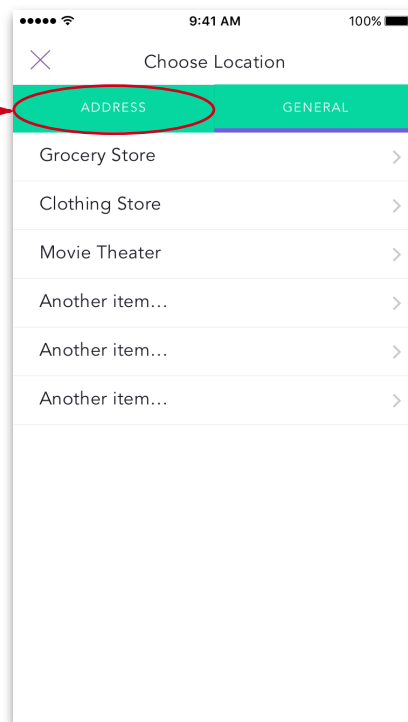 9:41 AM 100%
Choose Location
ADDRESS GENERAL
Grocery Store
Clothing Store
Movie Theater
Another item...
Another item...
Another item...